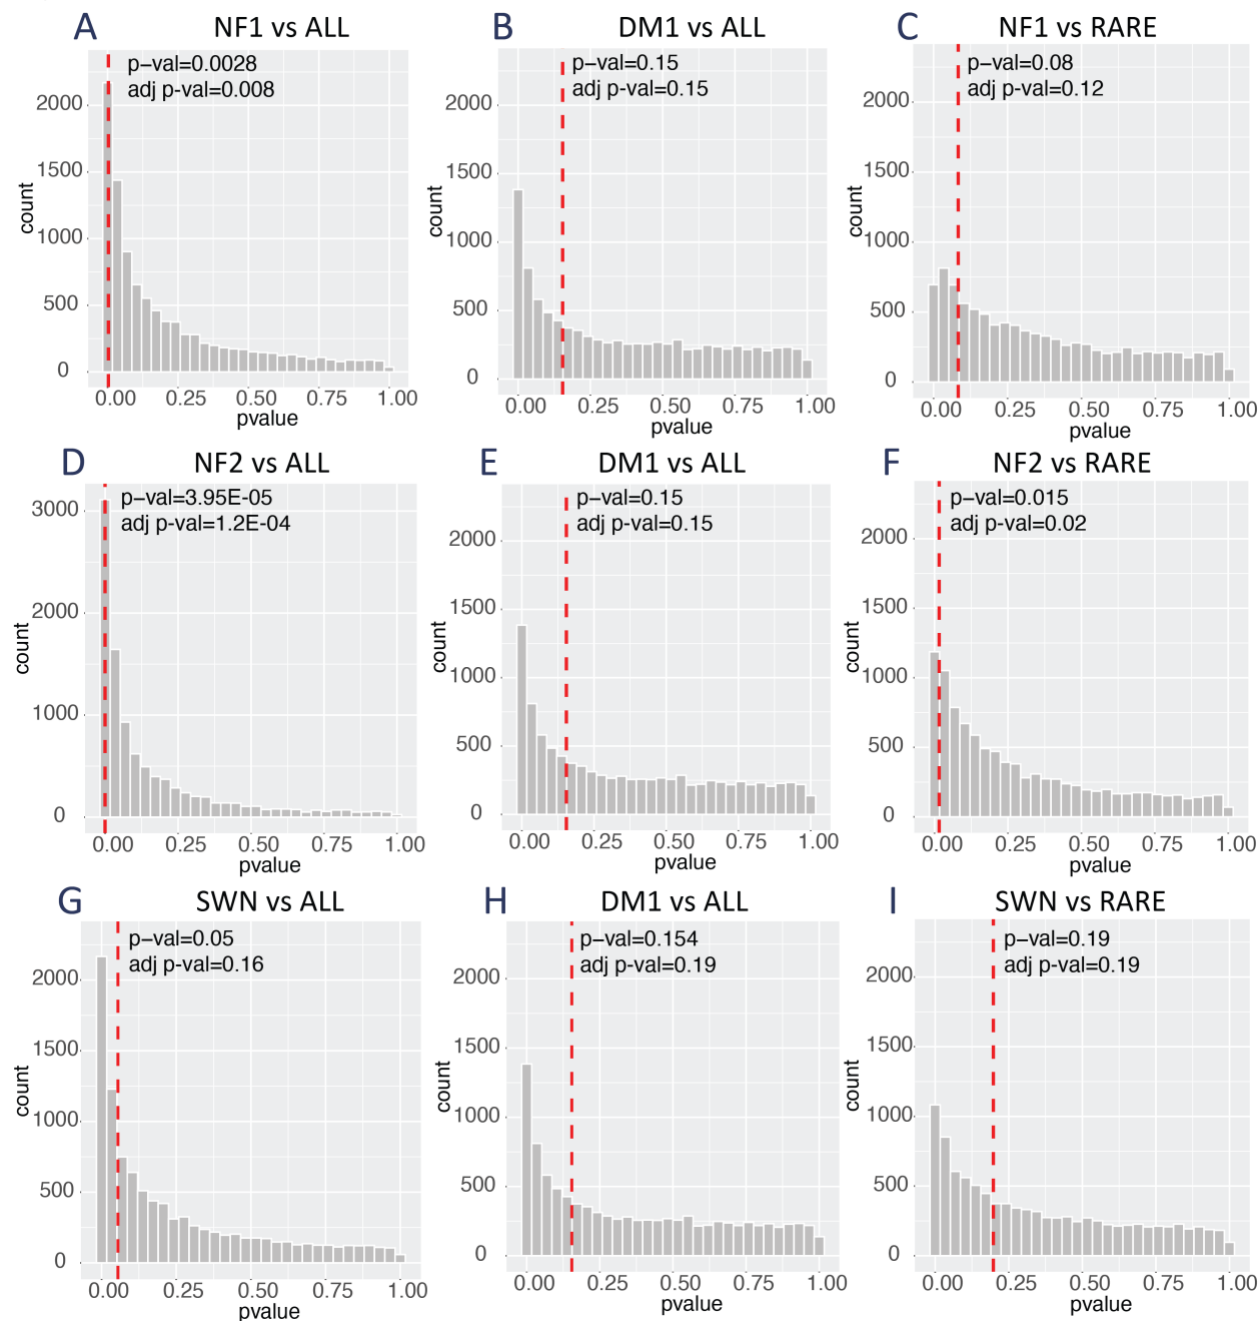 A NF1 vs ALL
p-val=0.0028
adj p-val=0.008
2000
1500
1000
500
0
count
0.00 0.25 0.50 0.75 1.00
pvalue
B DM1 vs ALL
p-val=0.15
adj p-val=0.15
2000
1500
1000
500
0
count
0.00 0.25 0.50 0.75 1.00
pvalue
C NF1 vs RARE
p-val=0.08
adj p-val=0.12
2000
1500
1000
500
0
count
0.00 0.25 0.50 0.75 1.00
pvalue
D NF2 vs ALL
p-val=3.95E-05
adj p-val=1.2E-04
3000
2000
1000
0
count
0.00 0.25 0.50 0.75 1.00
pvalue
E DM1 vs ALL
p-val=0.15
adj p-val=0.15
2000
1500
1000
500
0
count
0.00 0.25 0.50 0.75 1.00
pvalue
F NF2 vs RARE
p-val=0.015
adj p-val=0.02
2000
1500
1000
500
0
count
0.00 0.25 0.50 0.75 1.00
pvalue
G SWN vs ALL
p-val=0.05
adj p-val=0.16
2000
1500
1000
500
0
count
0.00 0.25 0.50 0.75 1.00
pvalue
H DM1 vs ALL
p-val=0.154
adj p-val=0.19
2000
1500
1000
500
0
count
0.00 0.25 0.50 0.75 1.00
pvalue
I SWN vs RARE
p-val=0.19
adj p-val=0.19
2000
1500
1000
500
0
count
0.00 0.25 0.50 0.75 1.00
pvalue